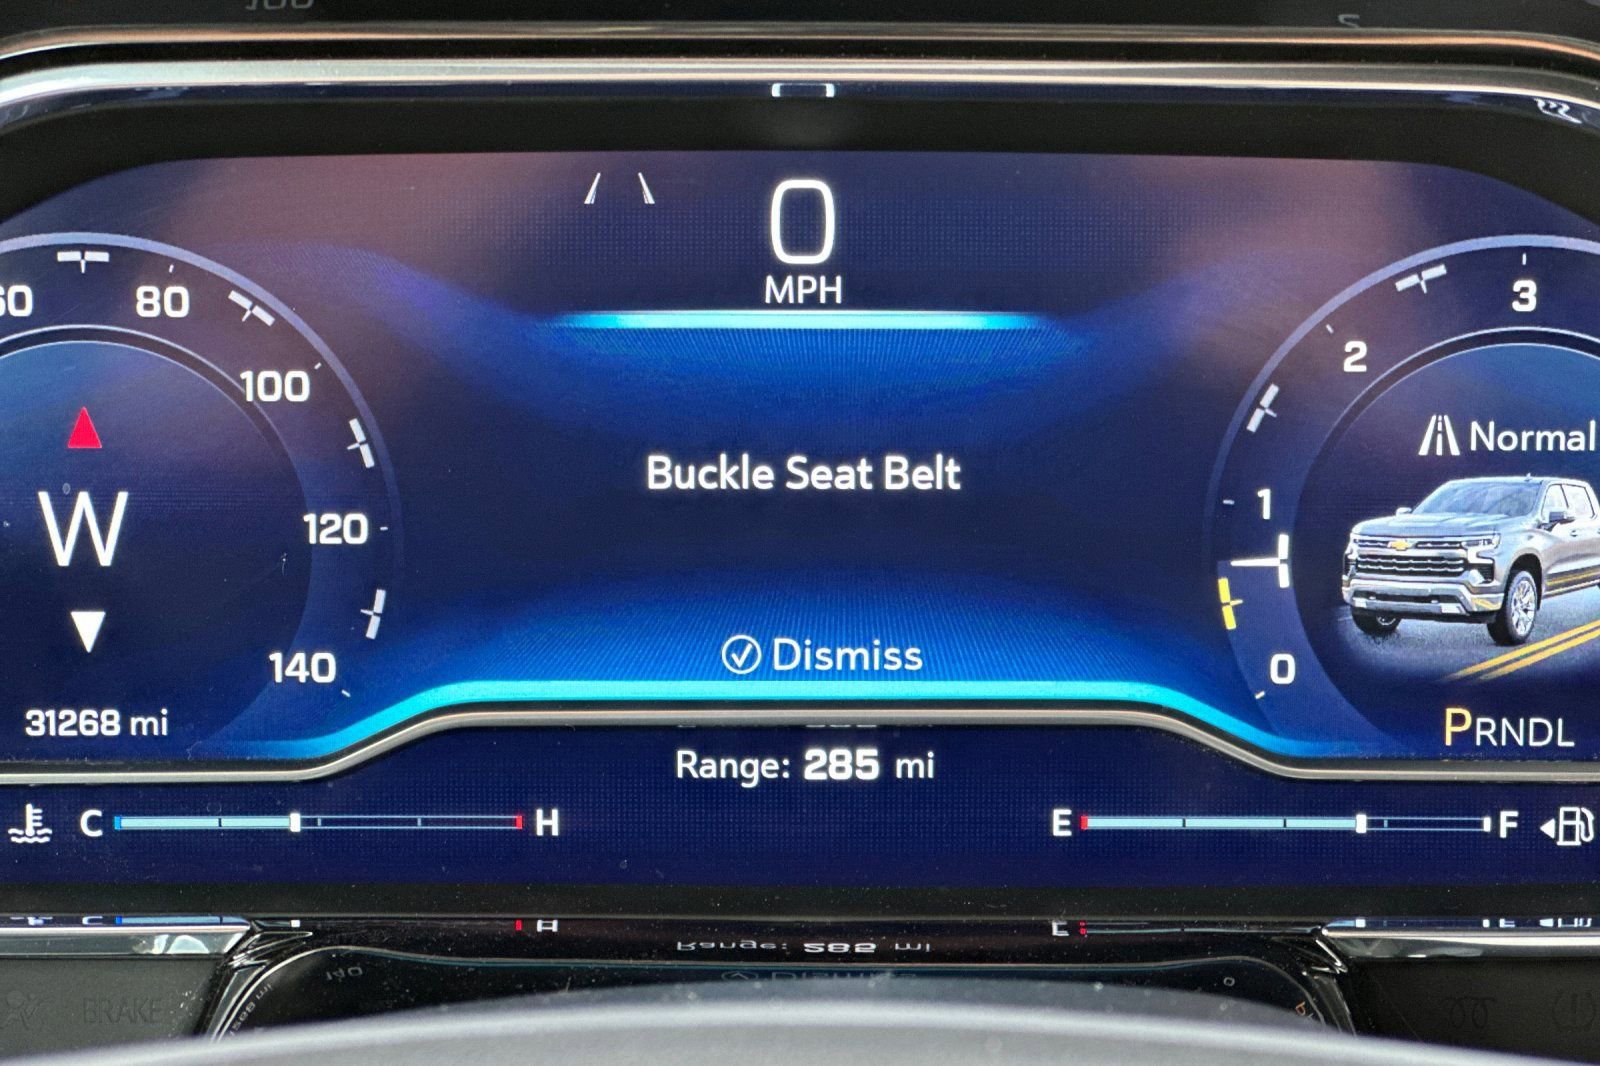 0
MPH
80
100
120
140
W
31268 mi
Buckle Seat Belt
Dismiss
3
2
1
0
Normal
PRNDL
Range: 285 mi
C
H
E
F
BRAKE